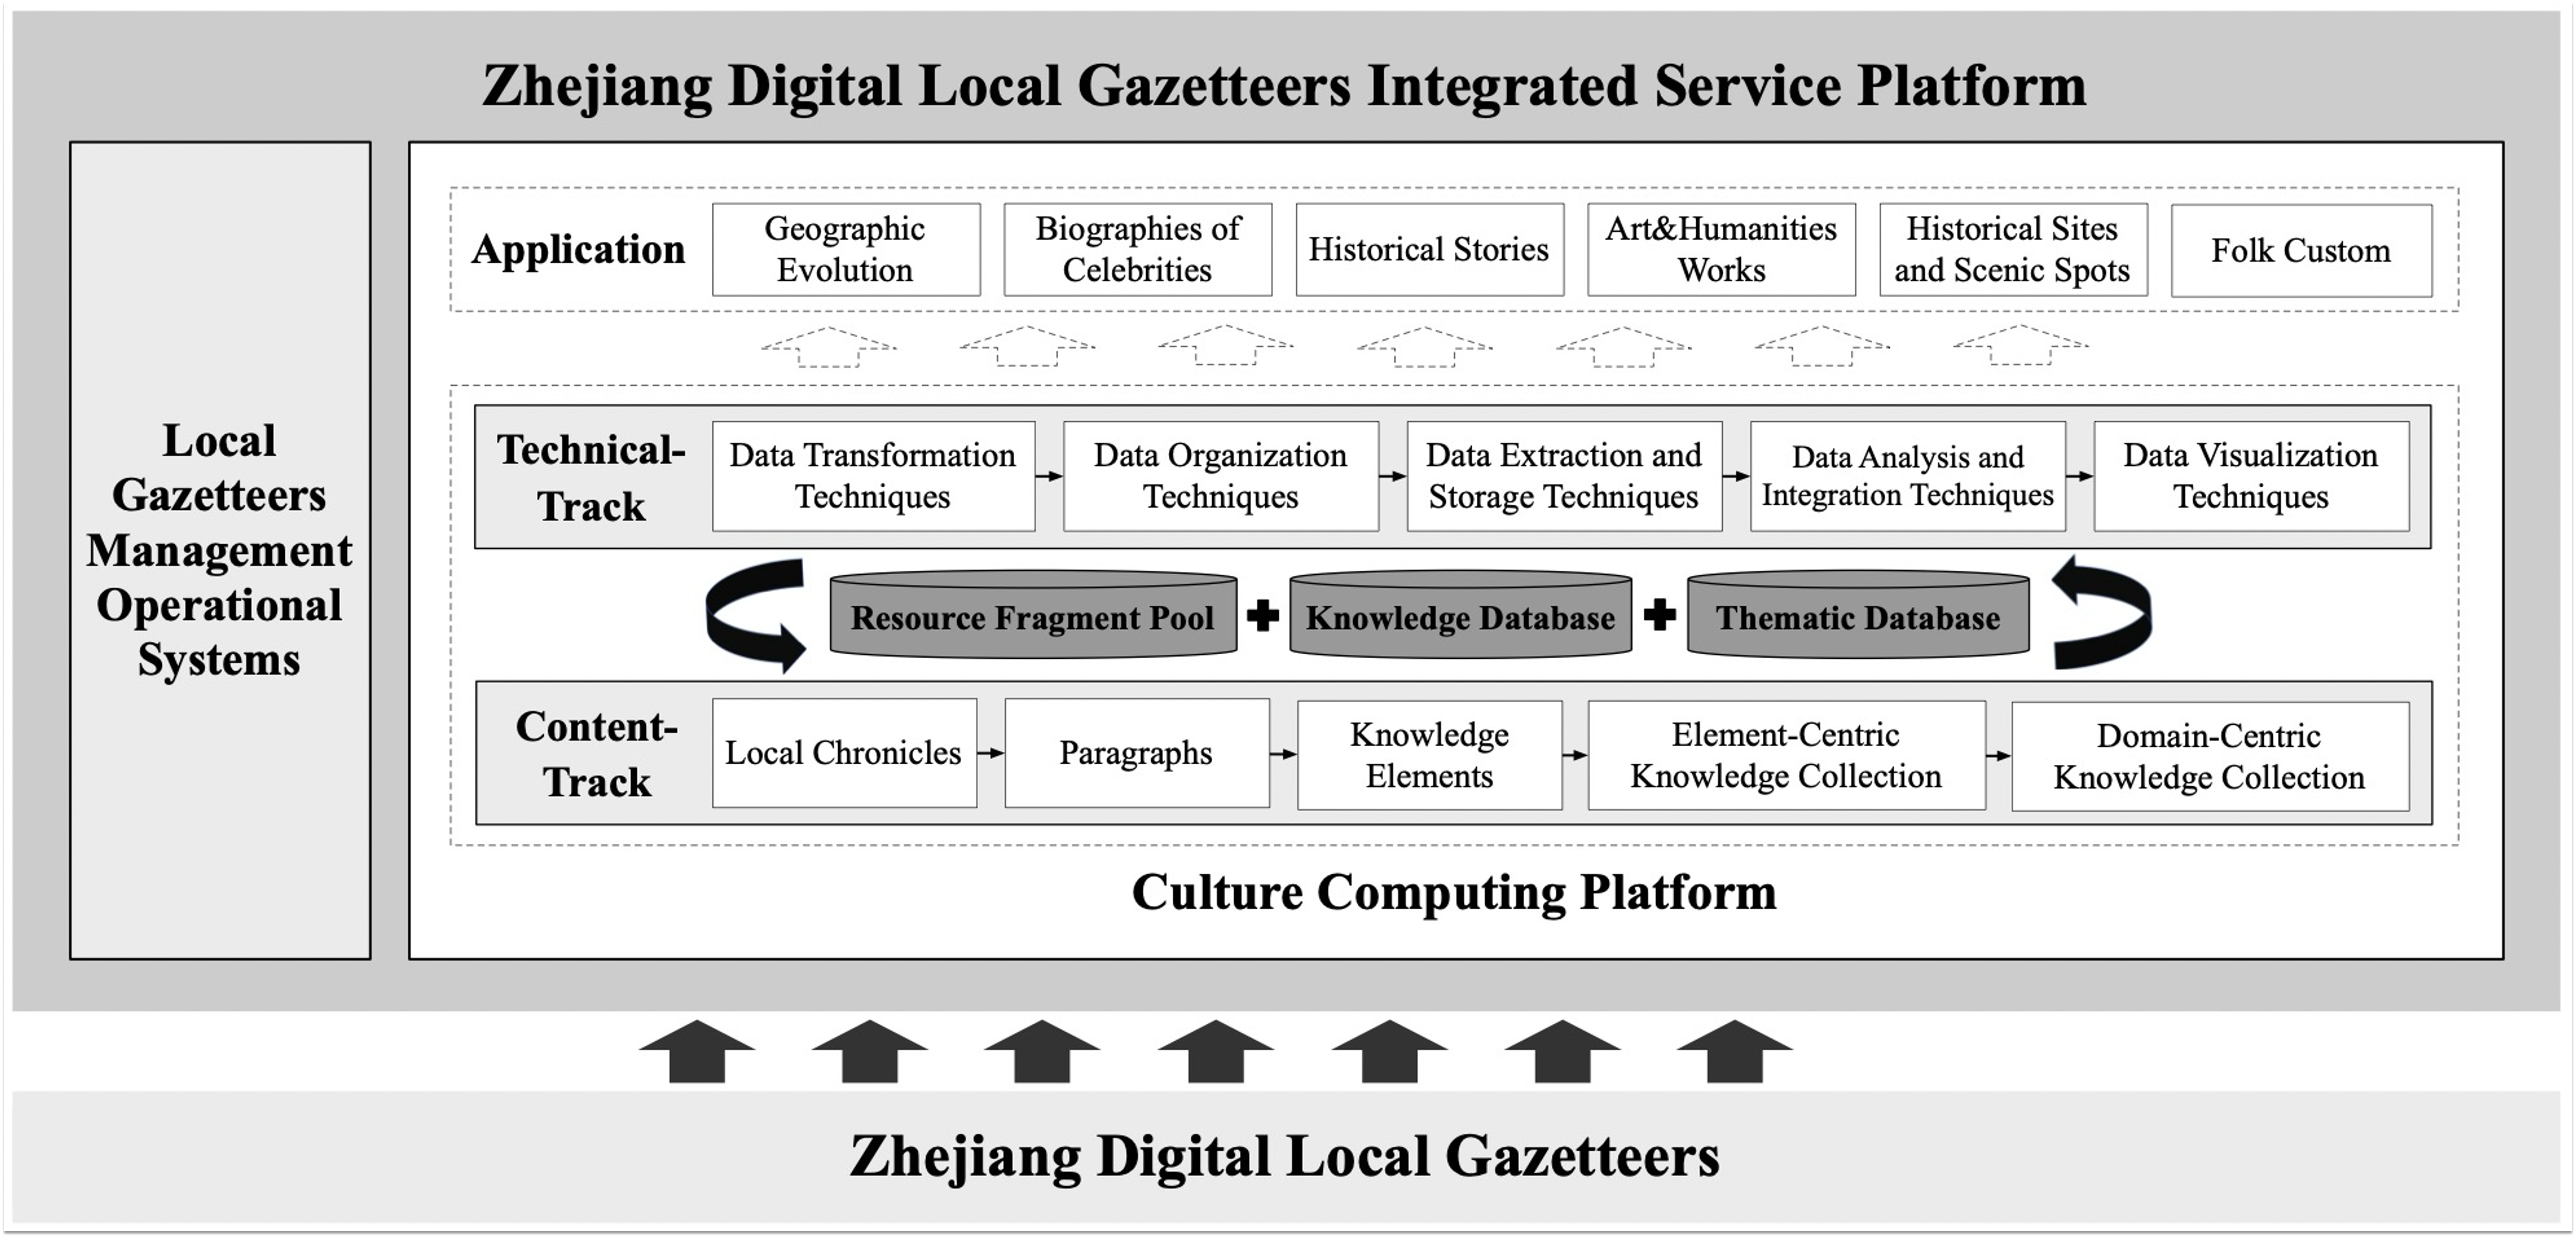 Zhejiang Digital Local Gazetteers Integrated Service Platform
Local
Gazetteers
Management
Operational
Systems
Application
Geographic
Evolution
Biographies of
Celebrities
Historical Stories
Art&Humanities
Works
Historical Sites
and Scenic Spots
Folk Custom
Technical-
Track
Data Transformation
Techniques
Data Organization
Techniques
Data Extraction and
Storage Techniques
Data Analysis and
Integration Techniques
Data Visualization
Techniques
Resource Fragment Pool
Knowledge Database
Thematic Database
Content-
Track
Local Chronicles
Paragraphs
Knowledge
Elements
Element-Centric
Knowledge Collection
Domain-Centric
Knowledge Collection
Culture Computing Platform
Zhejiang Digital Local Gazetteers